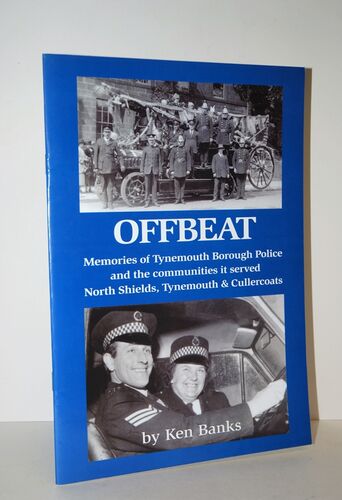 OFFBEAT
Memories of Tynemouth Borough Police
and the communities it served
North Shields, Tynemouth & Cullercoats
by Ken Banks